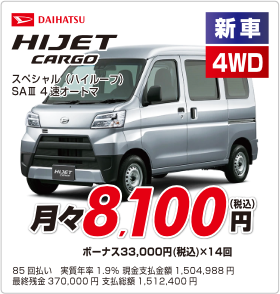 DAIHATSU
新車
HIJET
CARGO
4WD
スペシャル（ハイルーフ）
SAⅢ 4速オートマ
月々8,100円(税込)
ボーナス33,000円(税込)×14回
85回払い 実質年率1.9% 現金支払金額1,504,988円
最終残金370,000円 支払総額1,512,400円